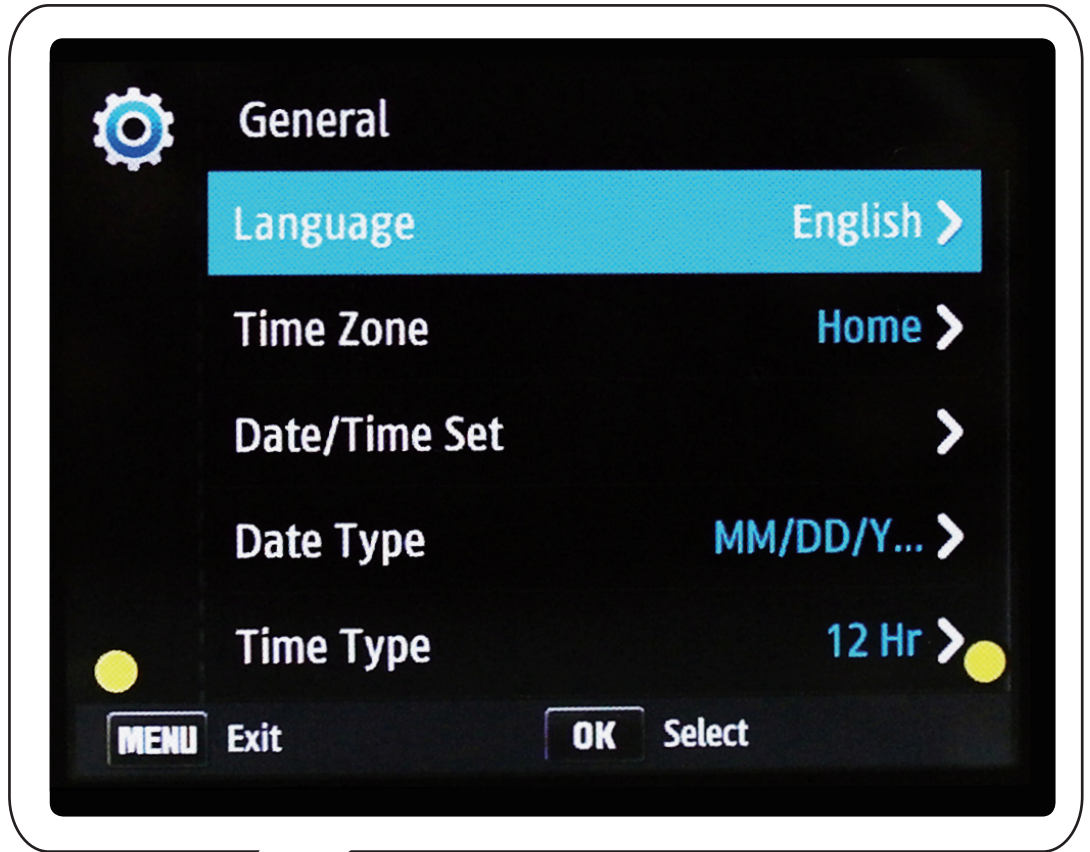 General
Language English
Time Zone Home
Date/Time Set
Date Type MM/DD/Y...
Time Type 12 Hr
MENU Exit OK Select